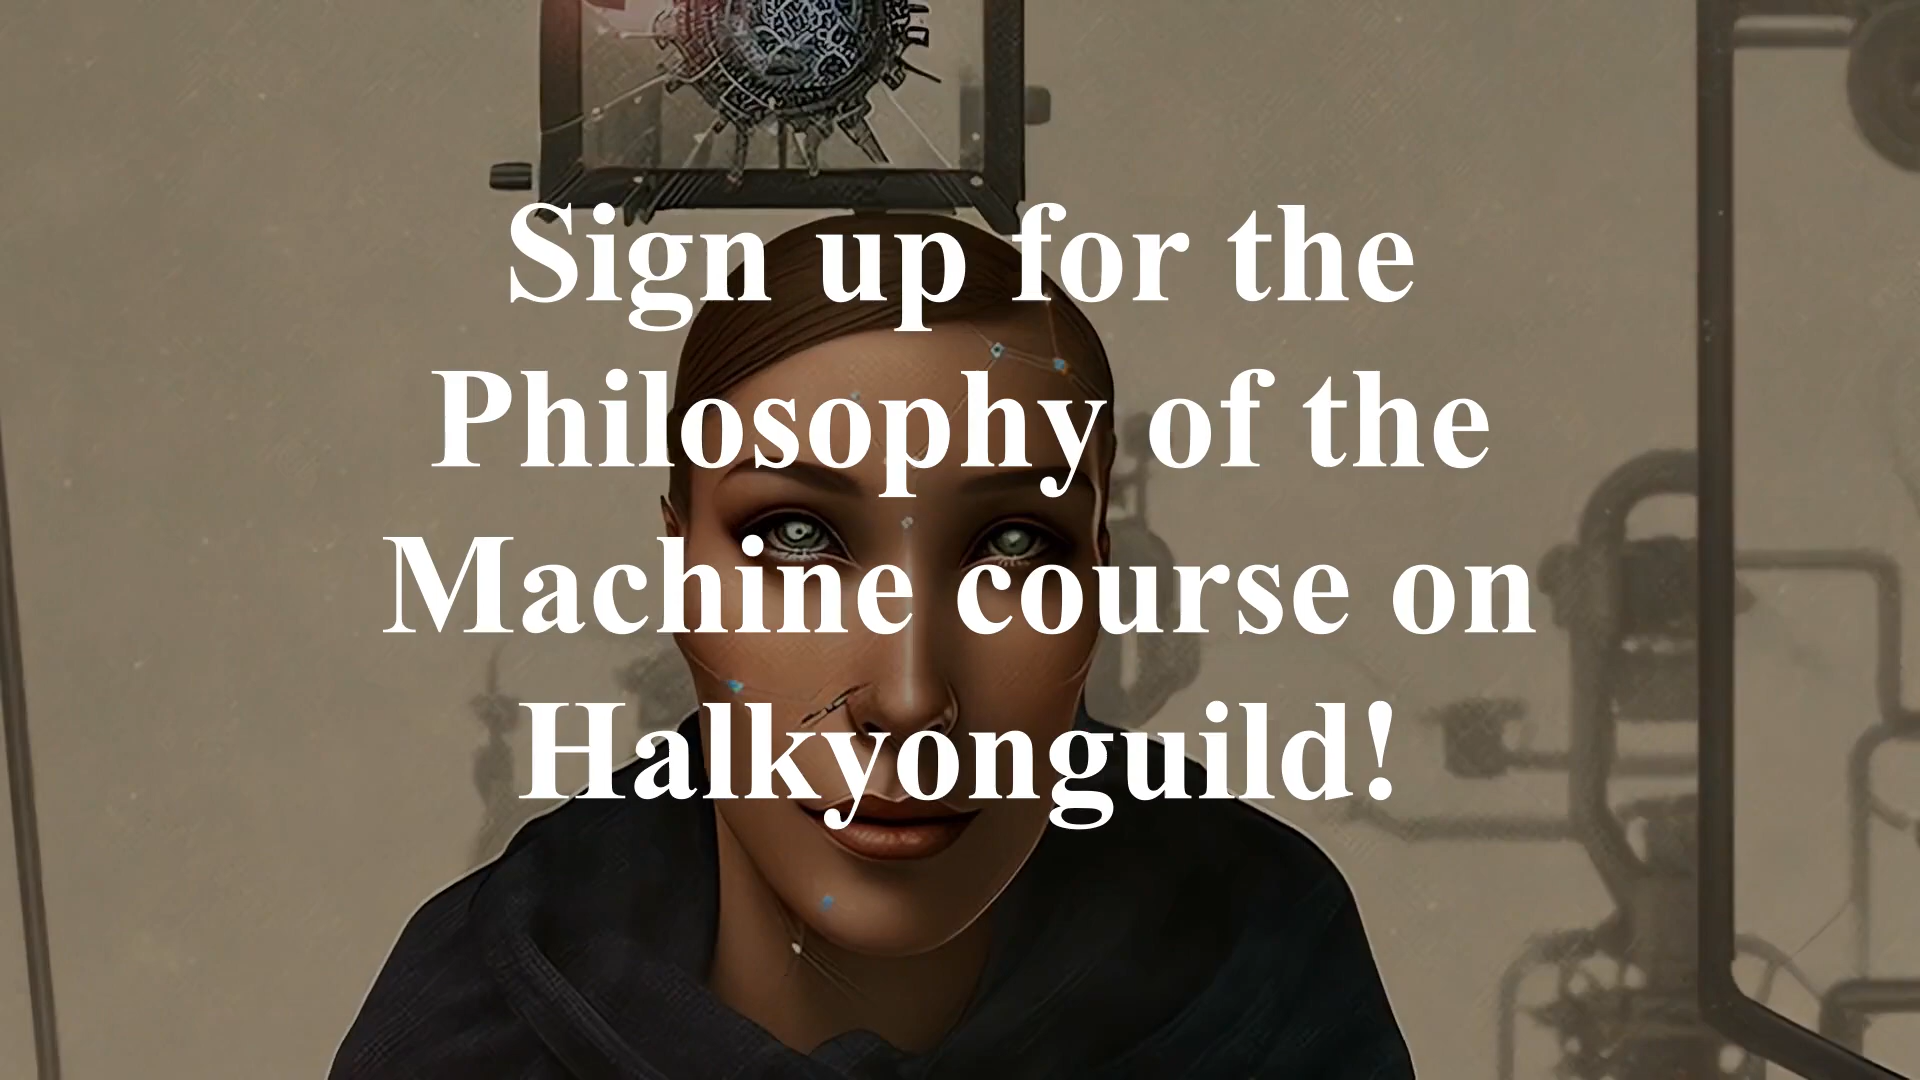 Sign up for the
Philosophy of the
Machine course on
Halkyonguild!